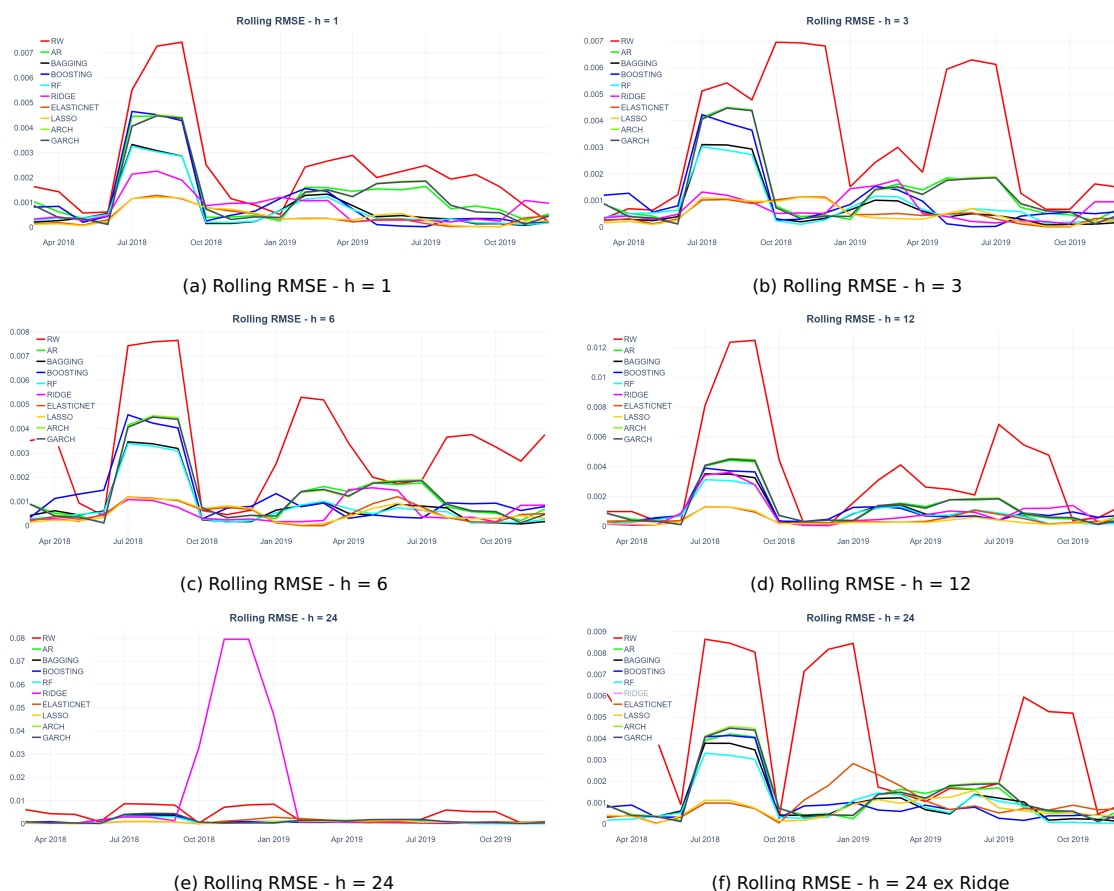 Rolling RMSE - h = 1
RW
AR
BAGGING
BOOSTING
RF
RIDGE
ELASTICNET
LASSO
ARCH
GARCH
0.007
0.006
0.005
0.004
0.003
0.002
0.001
0
Apr 2018
Jul 2018
Oct 2018
Jan 2019
Apr 2019
Jul 2019
Oct 2019
(a) Rolling RMSE - h = 1
Rolling RMSE - h = 3
RW
AR
BAGGING
BOOSTING
RF
RIDGE
ELASTICNET
LASSO
ARCH
GARCH
0.007
0.006
0.005
0.004
0.003
0.002
0.001
0
Apr 2018
Jul 2018
Oct 2018
Jan 2019
Apr 2019
Jul 2019
Oct 2019
(b) Rolling RMSE - h = 3
Rolling RMSE - h = 6
RW
AR
BAGGING
BOOSTING
RF
RIDGE
ELASTICNET
LASSO
ARCH
GARCH
0.008
0.007
0.006
0.005
0.004
0.003
0.002
0.001
0
Apr 2018
Jul 2018
Oct 2018
Jan 2019
Apr 2019
Jul 2019
Oct 2019
(c) Rolling RMSE - h = 6
Rolling RMSE - h = 12
RW
AR
BAGGING
BOOSTING
RF
RIDGE
ELASTICNET
LASSO
ARCH
GARCH
0.012
0.01
0.008
0.006
0.004
0.002
0
Apr 2018
Jul 2018
Oct 2018
Jan 2019
Apr 2019
Jul 2019
Oct 2019
(d) Rolling RMSE - h = 12
Rolling RMSE - h = 24
RW
AR
BAGGING
BOOSTING
RF
RIDGE
ELASTICNET
LASSO
ARCH
GARCH
0.08
0.07
0.06
0.05
0.04
0.03
0.02
0.01
0
Apr 2018
Jul 2018
Oct 2018
Jan 2019
Apr 2019
Jul 2019
Oct 2019
(e) Rolling RMSE - h = 24
Rolling RMSE - h = 24
RW
AR
BAGGING
BOOSTING
RF
RIDGE
ELASTICNET
LASSO
ARCH
GARCH
0.009
0.008
0.007
0.006
0.005
0.004
0.003
0.002
0.001
0
Apr 2018
Jul 2018
Oct 2018
Jan 2019
Apr 2019
Jul 2019
Oct 2019
(f) Rolling RMSE - h = 24 ex Ridge